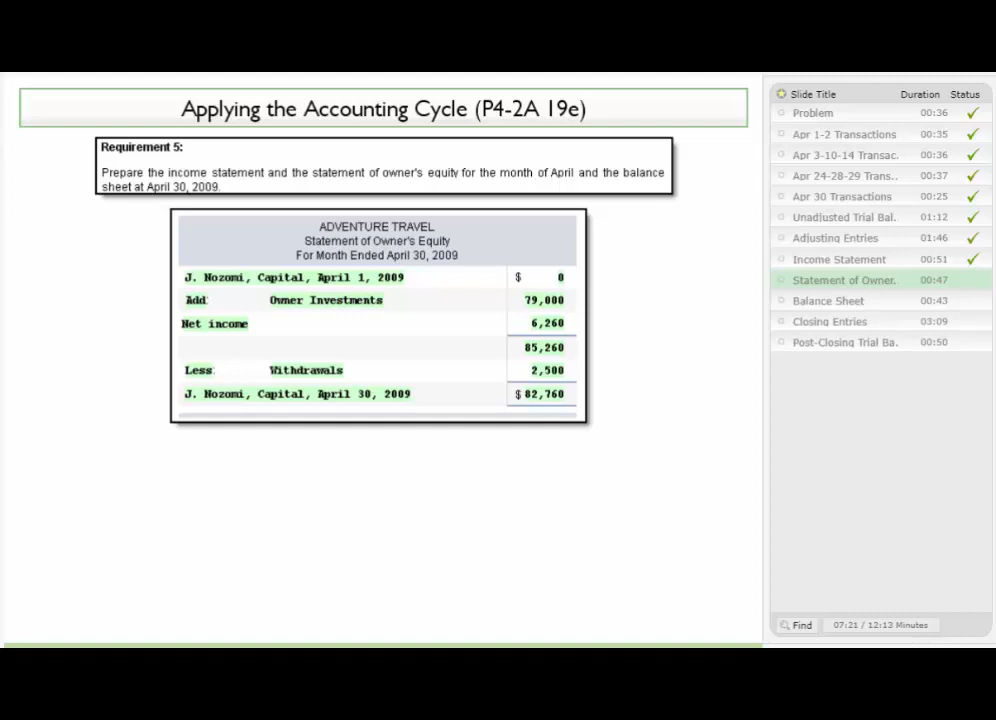 Applying the Accounting Cycle (P4-2A 19e)
Requirement 5:
Prepare the income statement and the statement of owner's equity for the month of April and the balance
sheet at April 30, 2009.
ADVENTURE TRAVEL
Statement of Owner's Equity
For Month Ended April 30, 2009
J. Nozomi, Capital, April 1, 2009 $ 0
Add: Owner Investments 79,000
Net income 6,260
85,260
Less: Withdrawals 2,500
J. Nozomi, Capital, April 30, 2009 $ 82,760
Slide Title Duration Status
Problem 00:36
Apr 1-2 Transactions 00:35
Apr 3-10-14 Transac. 00:36
Apr 24-28-29 Trans.. 00:37
Apr 30 Transactions 00:25
Unadjusted Trial Bal. 01:12
Adjusting Entries 01:46
Income Statement 00:51
Statement of Owner. 00:47
Balance Sheet 00:43
Closing Entries 03:09
Post-Closing Trial Ba. 00:50
Find 07:21 / 12:13 Minutes